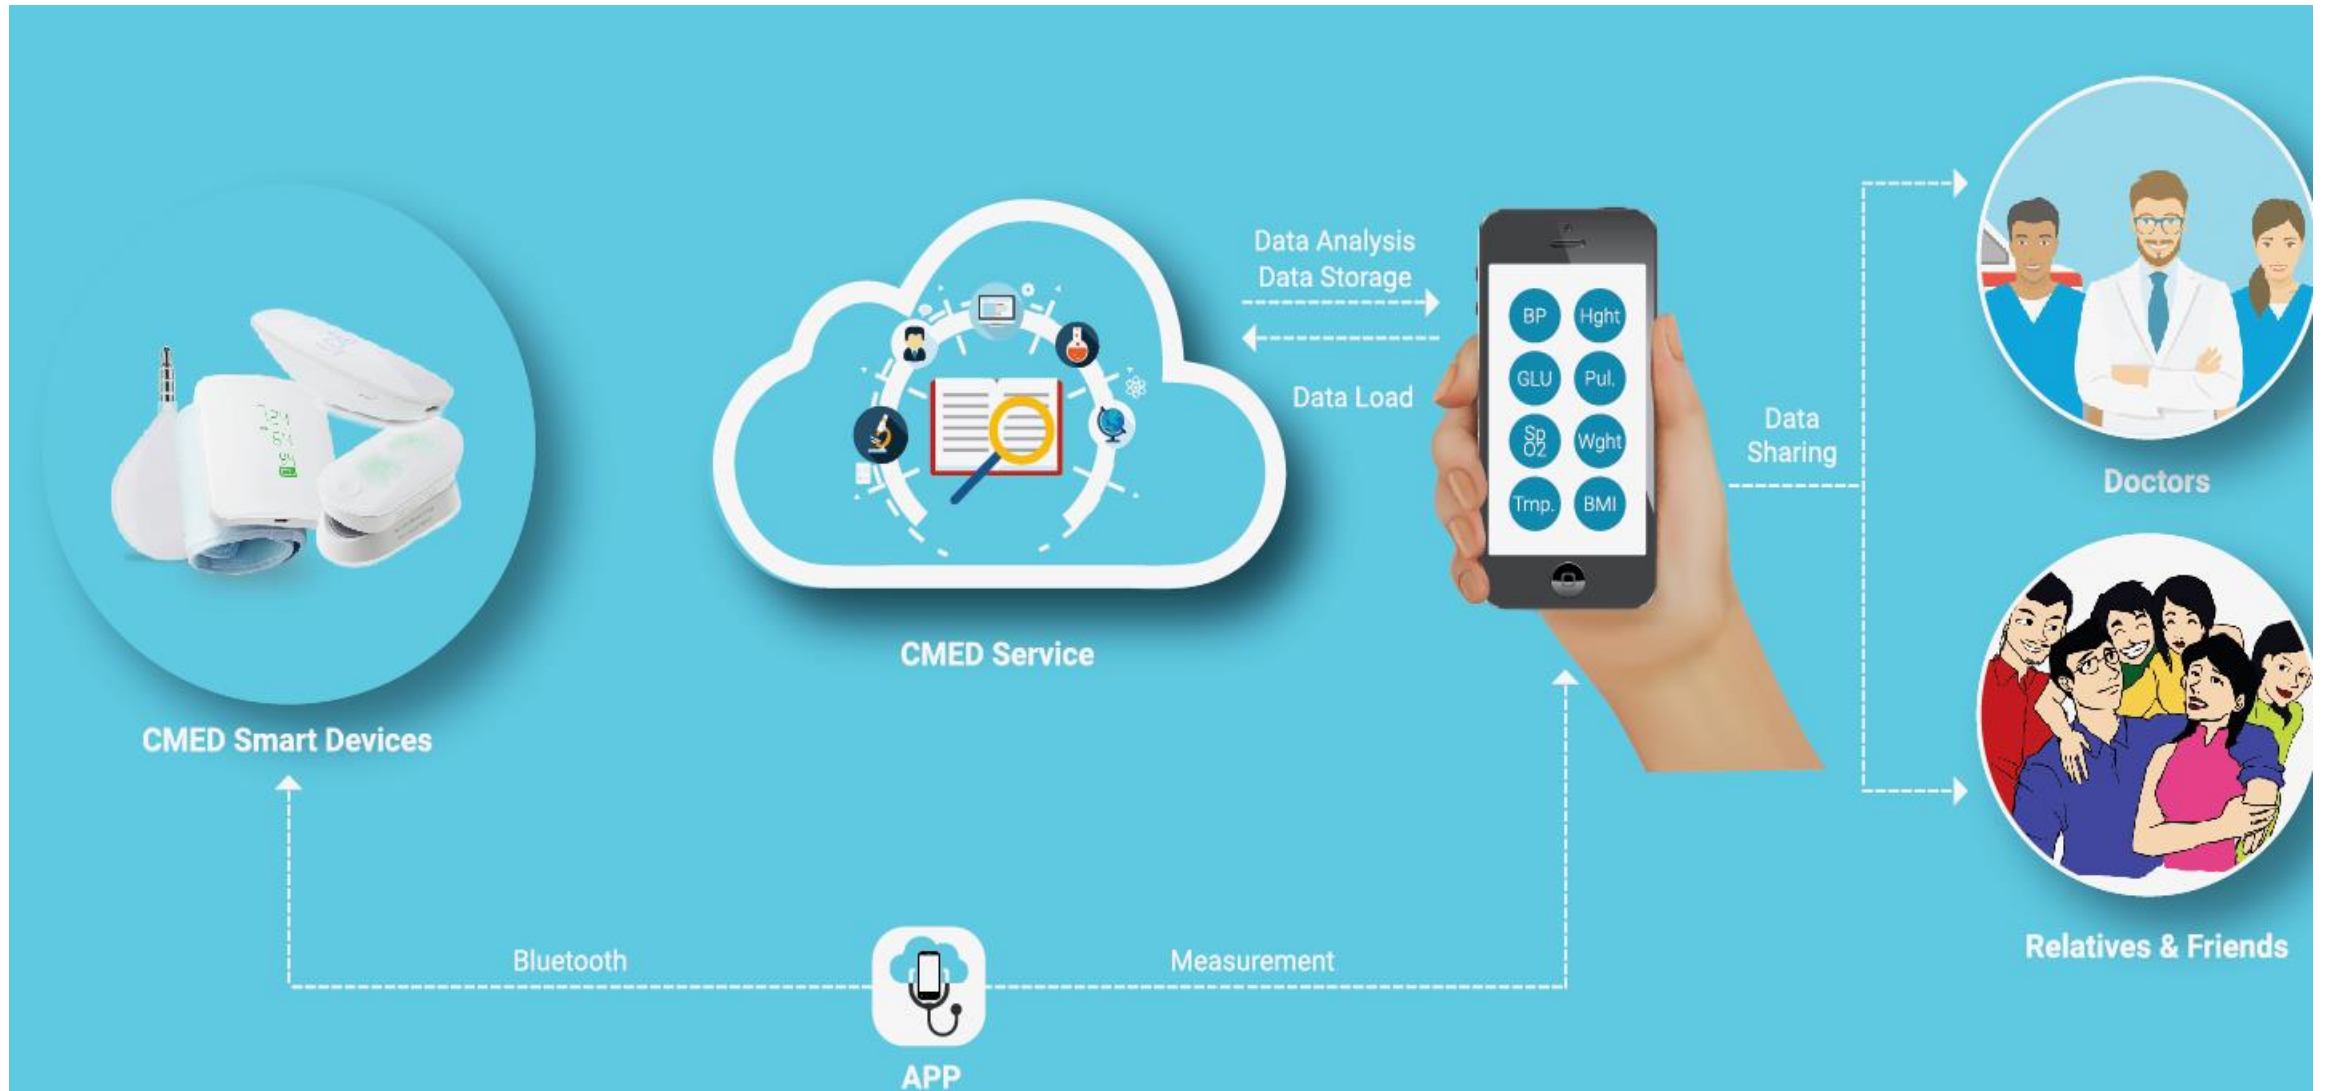 CMED Smart Devices
CMED Service
Data Analysis
Data Storage
Data Load
BP
Hght
GLU
Pul.
Sp
O2
Wght
Tmp.
BMI
Data
Sharing
Doctors
Relatives & Friends
Bluetooth
Measurement
APP